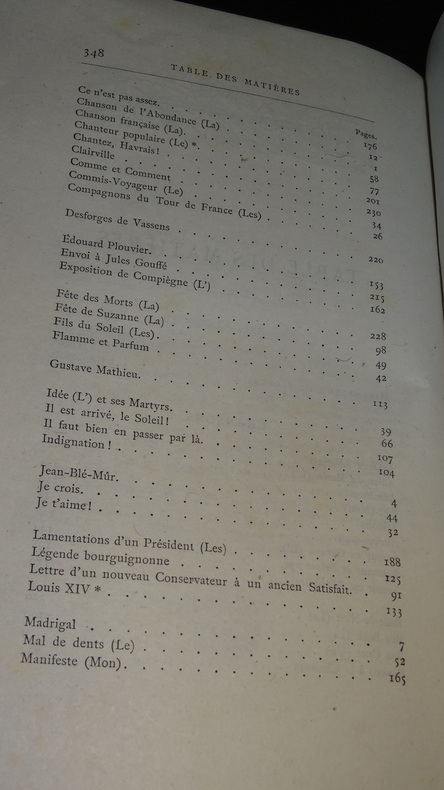 348
TABLE DES MATIÈRES
Pages.
Ce n'est pas assez. 176
Chanson de l'Abondance (La) 12
Chanson française (La). 1
Chanteur populaire (Le) *. 58
Chantez, Havrais! 77
Clairville 201
Comme et Comment 230
Commis-Voyageur (Le) 34
Compagnons du Tour de France (Les) 26
Desforges de Vassens 220
Édouard Plouvier. 153
Envoi à Jules Gouffé 215
Exposition de Compiègne (L') 162
Fête des Morts (La) 228
Fête de Suzanne (La) 98
Fils du Soleil (Les). 49
Flamme et Parfum 42
Gustave Mathieu. 113
Idée (L') et ses Martyrs. 39
Il est arrivé, le Soleil! 66
Il faut bien en passer par là. 107
Indignation! 104
Jean-Blé-Mûr. 4
Je crois. 44
Je t'aime! 32
Lamentations d'un Président (Les) 188
Légende bourguignonne 125
Lettre d'un nouveau Conservateur à un ancien Satisfait. 91
Louis XIV * 133
Madrigal 7
Mal de dents (Le) 52
Manifeste (Mon). 165